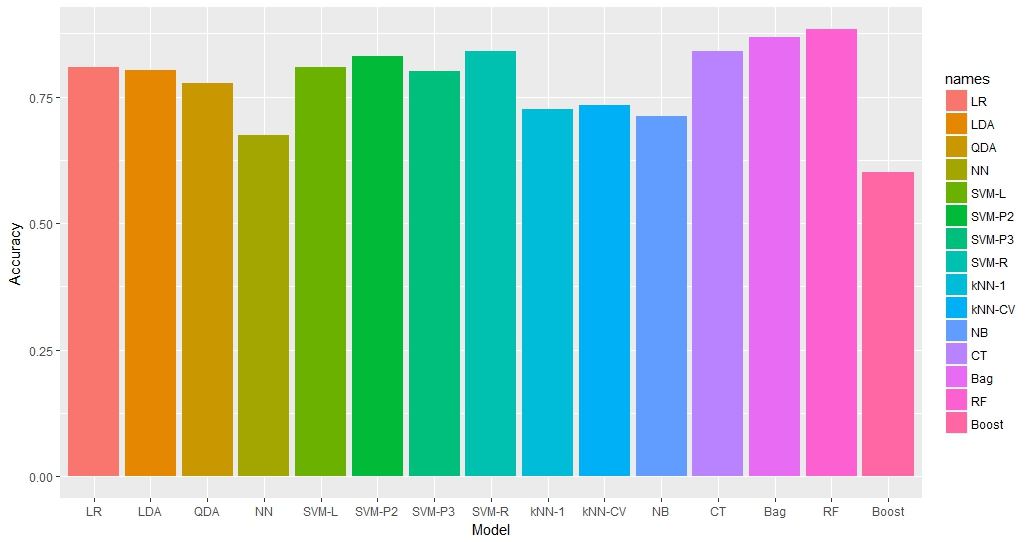 names
LR
LDA
QDA
NN
SVM-L
SVM-P2
SVM-P3
SVM-R
kNN-1
kNN-CV
NB
CT
Bag
RF
Boost
Accuracy
0.75
0.50
0.25
0.00
LR LDA QDA NN SVM-L SVM-P2 SVM-P3 SVM-R kNN-1 kNN-CV NB CT Bag RF Boost
Model